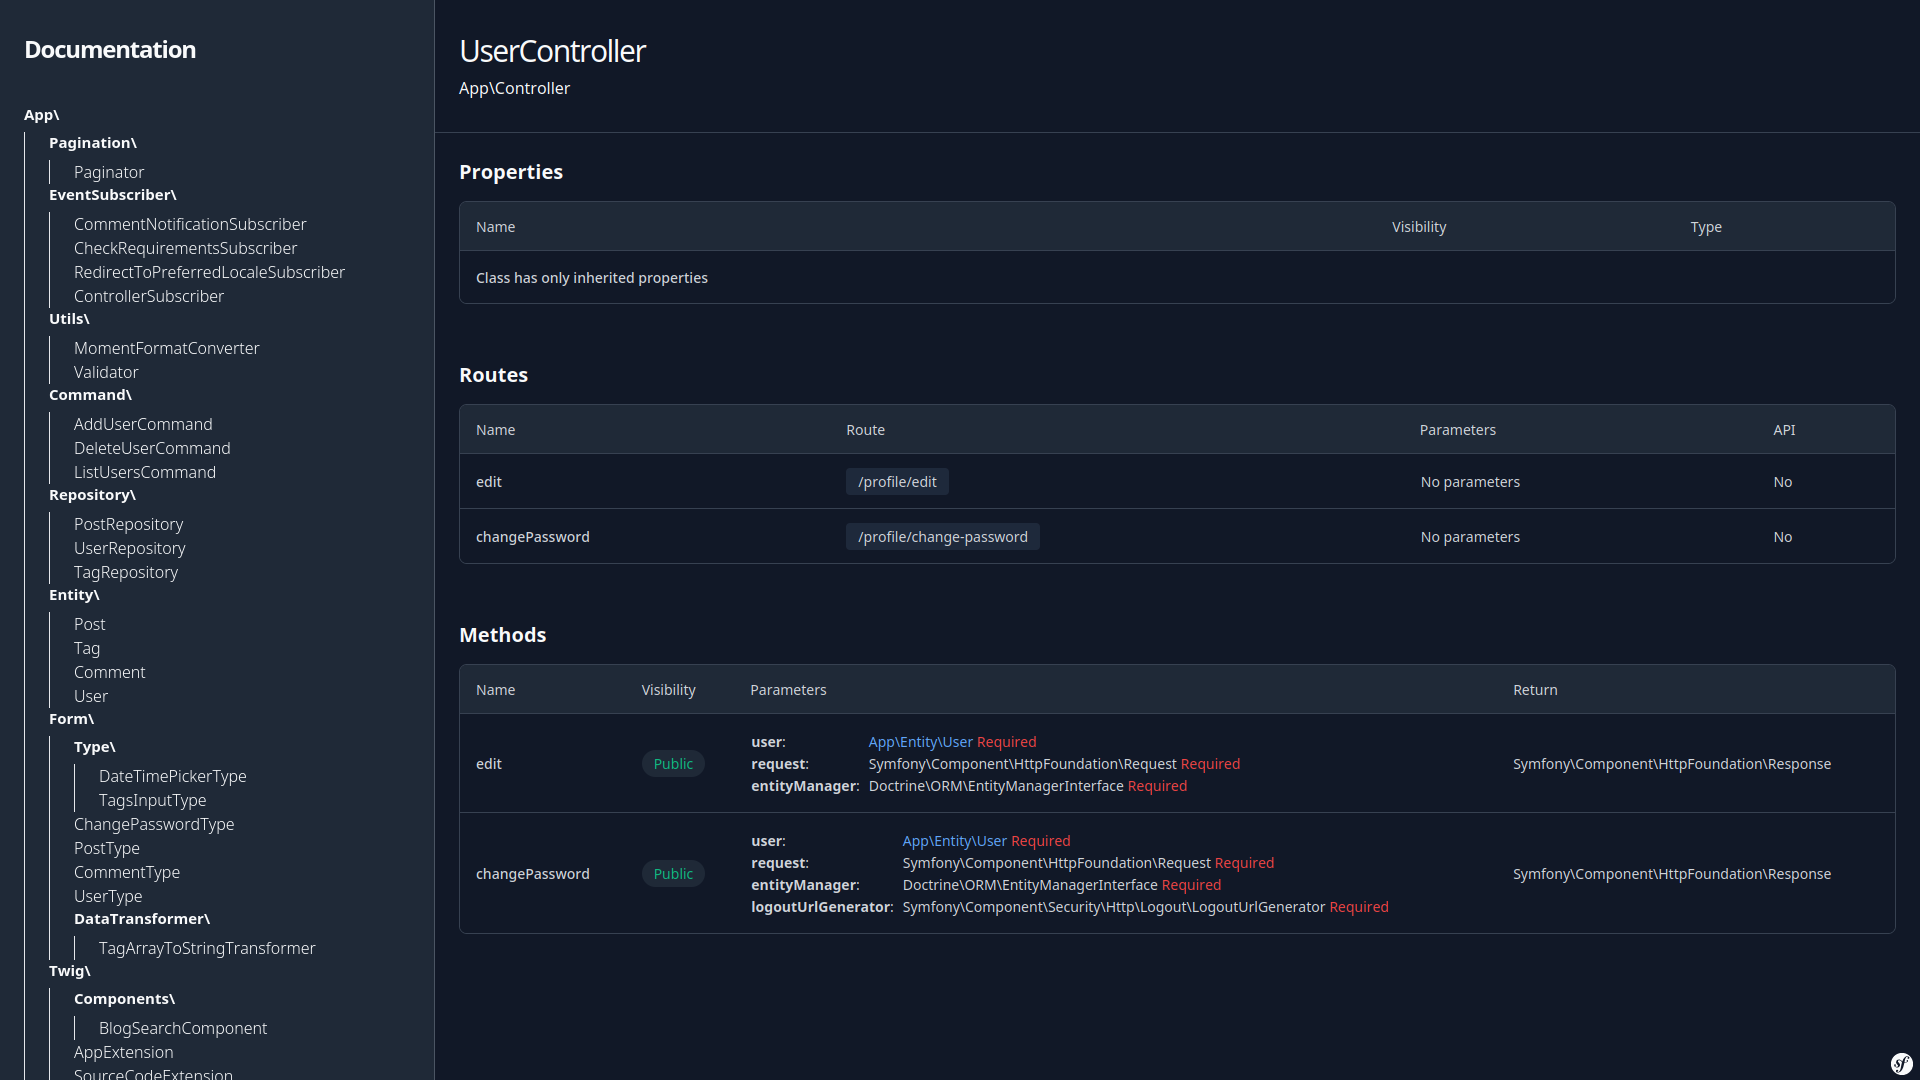 Documentation
App\
Pagination\
Paginator
EventSubscriber\
CommentNotificationSubscriber
CheckRequirementsSubscriber
RedirectToPreferredLocaleSubscriber
ControllerSubscriber
Utils\
MomentFormatConverter
Validator
Command\
AddUserCommand
DeleteUserCommand
ListUsersCommand
Repository\
PostRepository
UserRepository
TagRepository
Entity\
Post
Tag
Comment
User
Form\
Type\
DateTimePickerType
TagsInputType
ChangePasswordType
PostType
CommentType
UserType
DataTransformer\
TagArrayToStringTransformer
Twig\
Components\
BlogSearchComponent
AppExtension
SourceCodeExtension
UserController
App\Controller
Properties
Name Visibility Type
Class has only inherited properties
Routes
Name Route Parameters API
edit /profile/edit No parameters No
changePassword /profile/change-password No parameters No
Methods
Name Visibility Parameters Return
edit Public
user: App\Entity\User Required
request: Symfony\Component\HttpFoundation\Request Required
entityManager: Doctrine\ORM\EntityManagerInterface Required
Symfony\Component\HttpFoundation\Response
changePassword Public
user: App\Entity\User Required
request: Symfony\Component\HttpFoundation\Request Required
entityManager: Doctrine\ORM\EntityManagerInterface Required
logoutUrlGenerator: Symfony\Component\Security\Http\Logout\LogoutUrlGenerator Required
Symfony\Component\HttpFoundation\Response
sf